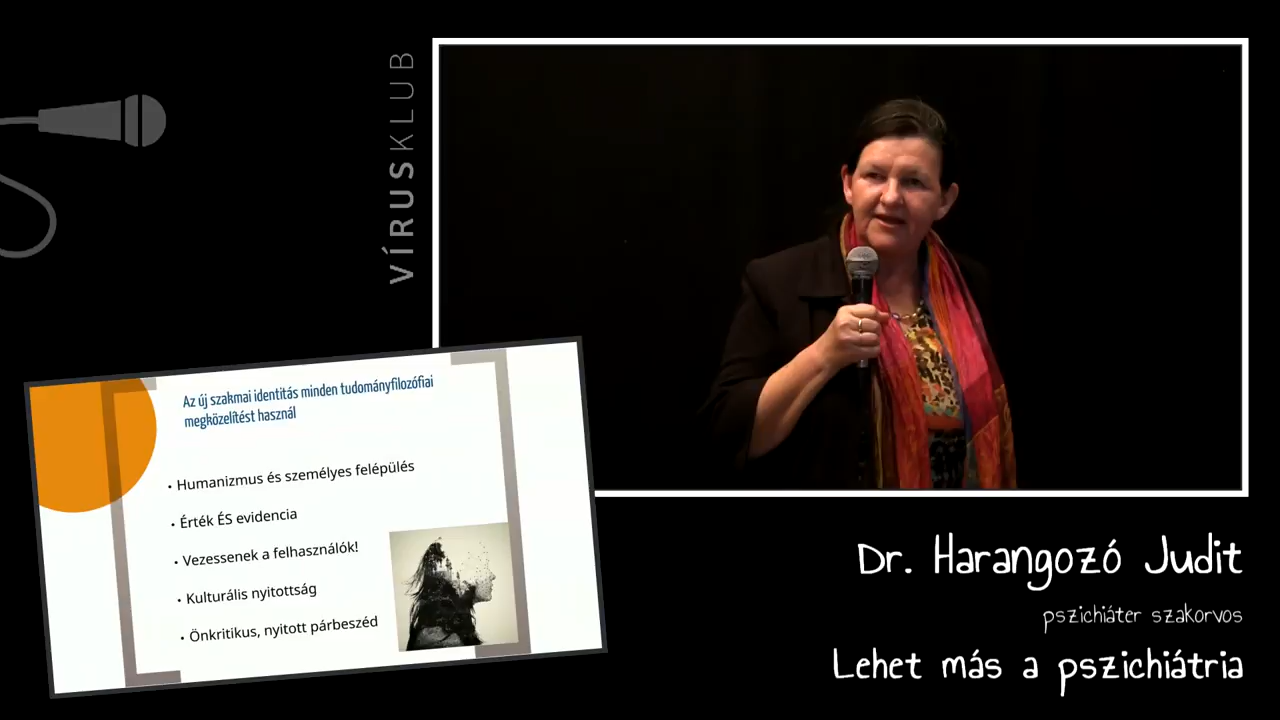 VÍRUSKLUB
Az új szakmai identitás minden tudományfilozófiai
megközelítést használ
• Humanizmus és személyes felépülés
• Érték ÉS evidencia
• Vezessenek a felhasználók!
• Kulturális nyitottság
• Önkritikus, nyitott párbeszéd
Dr. Harangozó Judit
pszichiáter szakorvos
Lehet más a pszichiátria